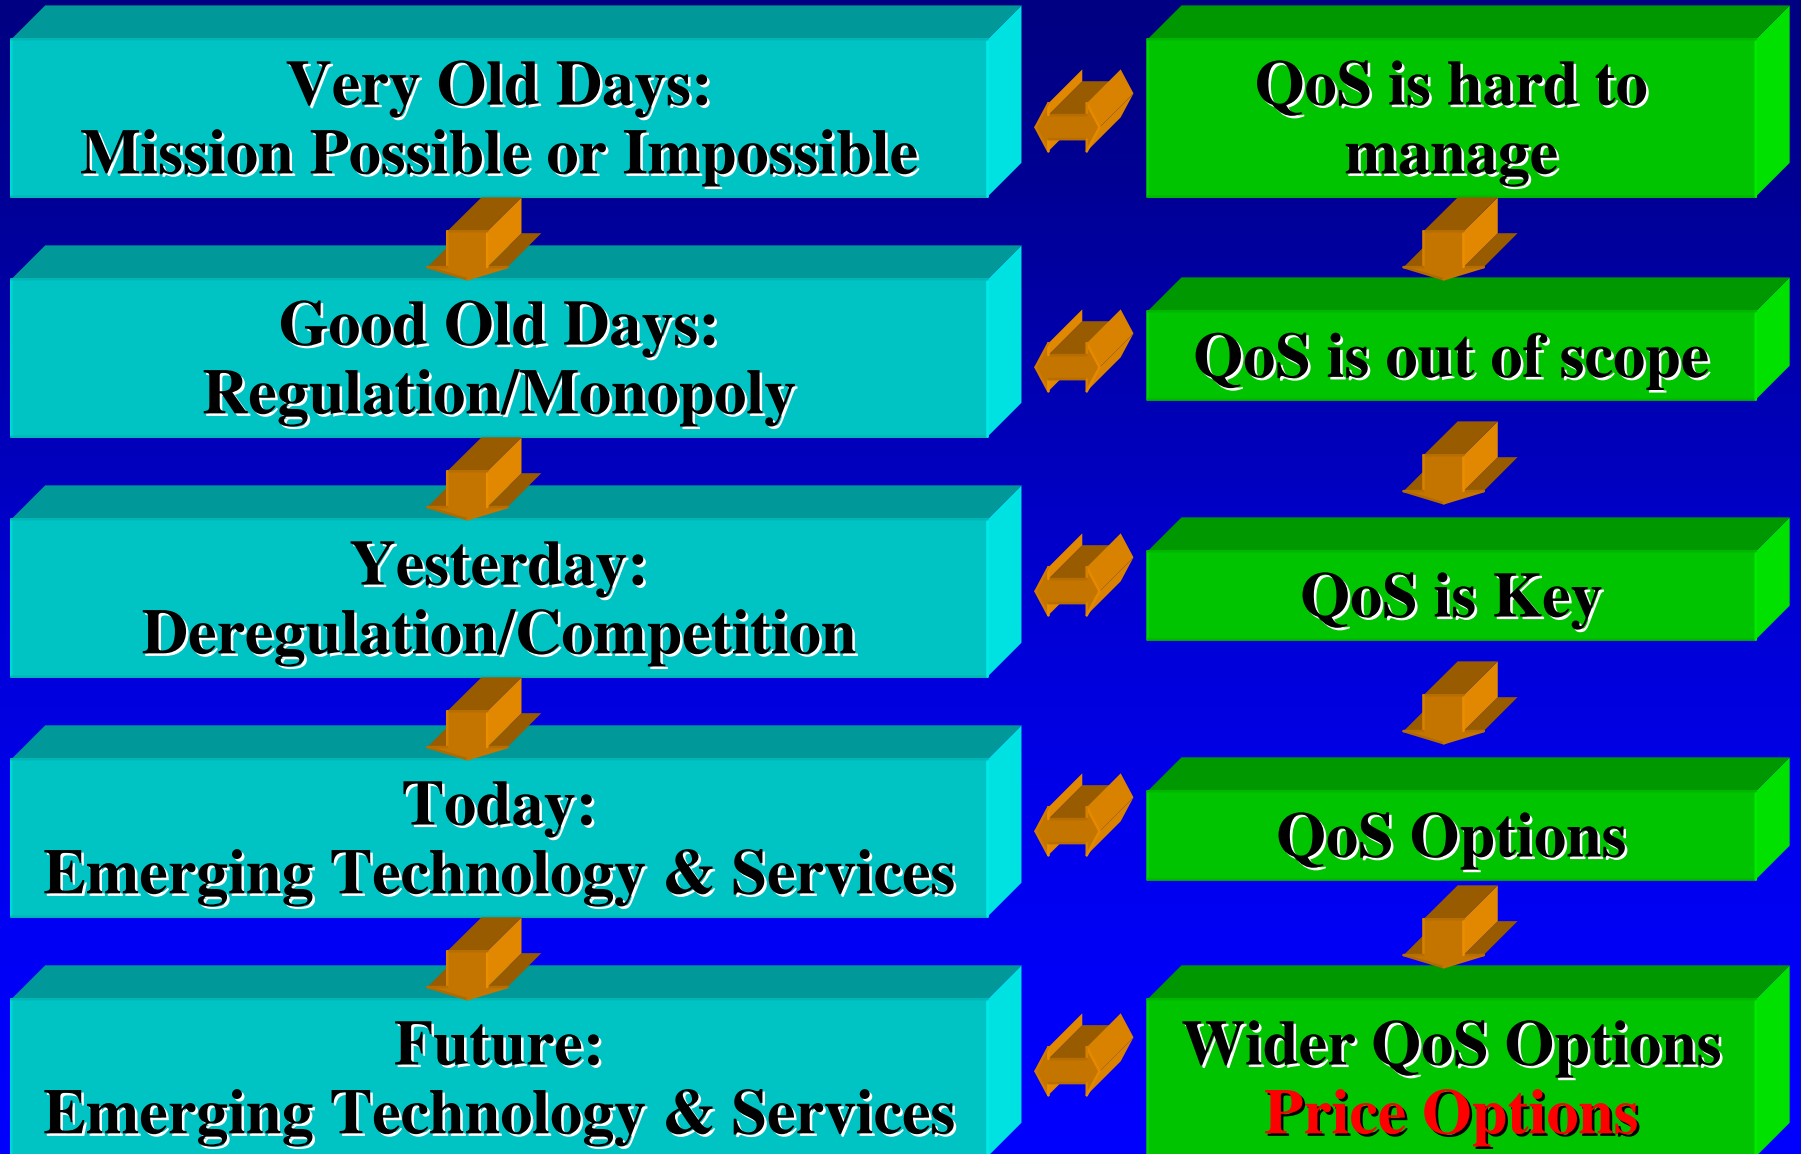 Very Old Days:
Mission Possible or Impossible
QoS is hard to
manage
Good Old Days:
Regulation/Monopoly
QoS is out of scope
Yesterday:
Deregulation/Competition
QoS is Key
Today:
Emerging Technology & Services
QoS Options
Future:
Emerging Technology & Services
Wider QoS Options
Price Options